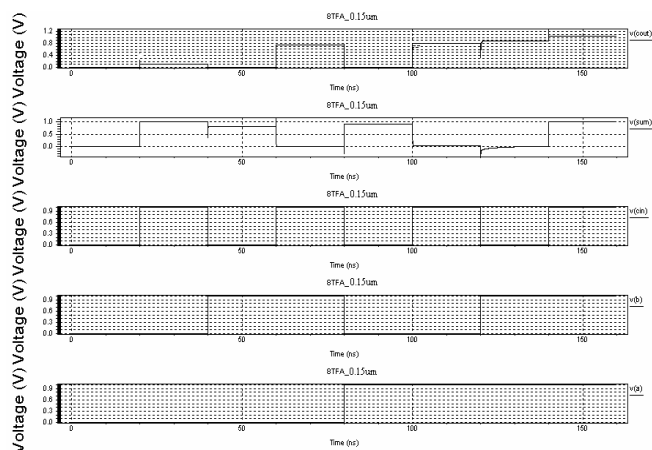 8TFA_0.15um
Voltage (V)
1.2
0.8
0.4
0.0
v(cout)
0 50 100 150
Time (ns)
8TFA_0.15um
Voltage (V)
1.0
0.5
0.0
v(sum)
0 50 100 150
Time (ns)
8TFA_0.15um
Voltage (V)
0.9
0.6
0.3
0.0
v(cin)
0 50 100 150
Time (ns)
8TFA_0.15um
Voltage (V)
0.9
0.6
0.3
0.0
v(b)
0 50 100 150
Time (ns)
8TFA_0.15um
Voltage (V)
0.9
0.6
0.3
0.0
v(a)
0 50 100 150
Time (ns)